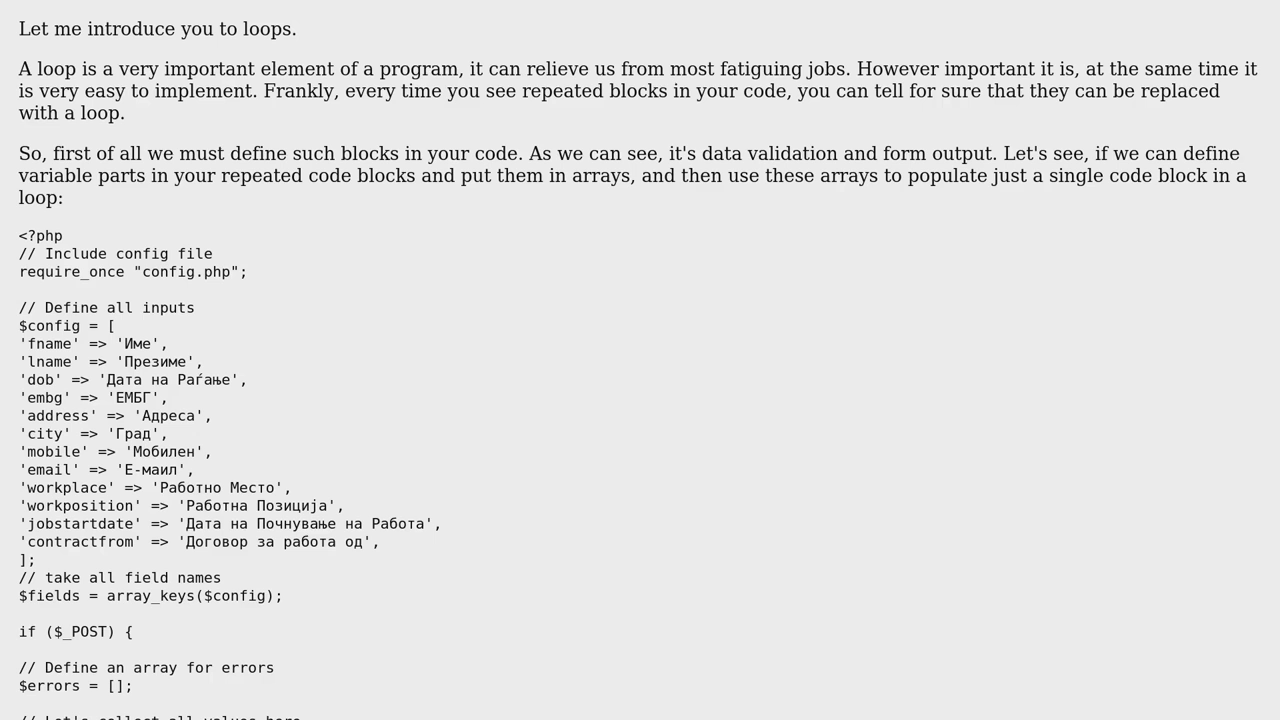 Let me introduce you to loops.
A loop is a very important element of a program, it can relieve us from most fatiguing jobs. However important it is, at the same time it
is very easy to implement. Frankly, every time you see repeated blocks in your code, you can tell for sure that they can be replaced
with a loop.
So, first of all we must define such blocks in your code. As we can see, it's data validation and form output. Let's see, if we can define
variable parts in your repeated code blocks and put them in arrays, and then use these arrays to populate just a single code block in a
loop:
<?php
// Include config file
require_once "config.php";
// Define all inputs
$config = [
'fname' => 'Име',
'lname' => 'Презиме',
'dob' => 'Дата на Раѓање',
'embg' => 'ЕМБГ',
'address' => 'Адреса',
'city' => 'Град',
'mobile' => 'Мобилен',
'email' => 'Е-маил',
'workplace' => 'Работно Место',
'workposition' => 'Работна Позиција',
'jobstartdate' => 'Дата на Почнување на Работа',
'contractfrom' => 'Договор за работа од',
];
// take all field names
$fields = array_keys($config);
if ($_POST) {
// Define an array for errors
$errors = [];
// Let's collect all values here